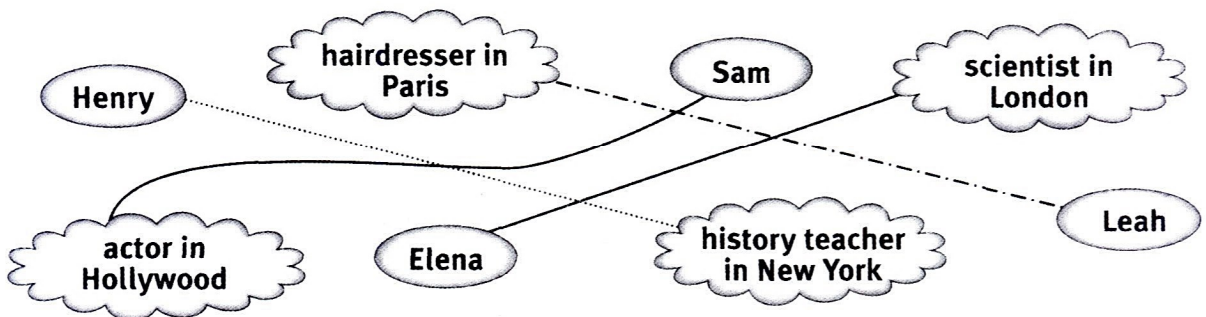 hairdresser in
Paris
Sam
scientist in
London
Henry
actor in
Hollywood
Elena
history teacher
in New York
Leah